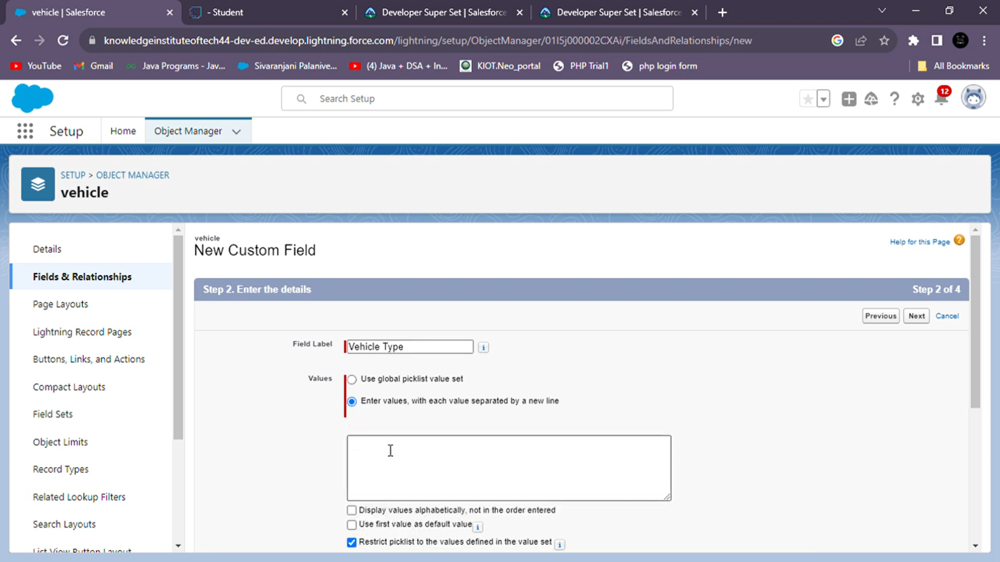 vehicle | Salesforce
- Student
Developer Super Set | Salesforce
Developer Super Set | Salesforce
knowledgeinstituteoftech44-dev-ed.develop.lightning.force.com/lightning/setup/ObjectManager/01I5j000002CXAi/FieldsAndRelationships/new
YouTube
Gmail
Java Programs - Jav...
Sivaranjani Palanive...
(4) Java + DSA + In...
KIOT.Neo_portal
PHP Trial1
php login form
All Bookmarks
Search Setup
12
Setup
Home
Object Manager
SETUP > OBJECT MANAGER
vehicle
Details
Fields & Relationships
Page Layouts
Lightning Record Pages
Buttons, Links, and Actions
Compact Layouts
Field Sets
Object Limits
Record Types
Related Lookup Filters
Search Layouts
List View Button Layout
vehicle
New Custom Field
Help for this Page
Step 2. Enter the details
Step 2 of 4
Previous
Next
Cancel
Field Label
Vehicle Type
Values
Use global picklist value set
Enter values, with each value separated by a new line
Display values alphabetically, not in the order entered
Use first value as default value
Restrict picklist to the values defined in the value set